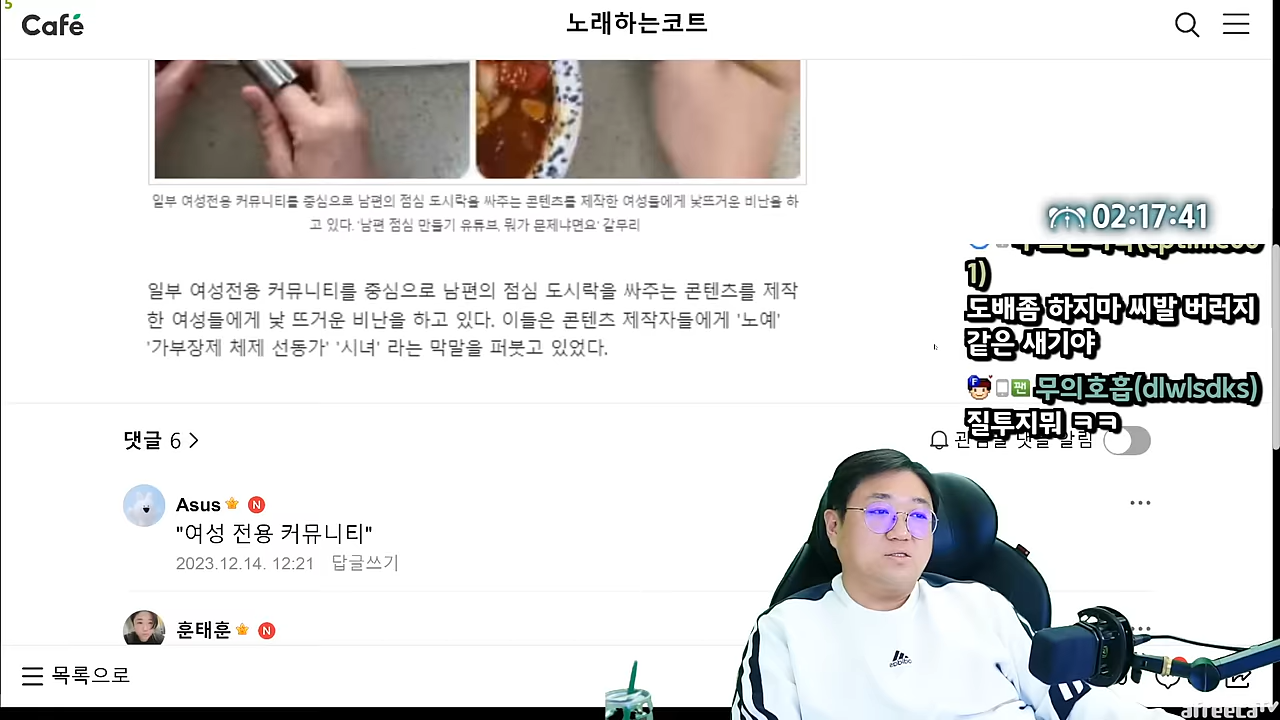 5
Café
노래하는코트
일부 여성전용 커뮤니티를 중심으로 남편의 점심 도시락을 싸주는 콘텐츠를 제작한 여성들에게 낯뜨거운 비난을 하
고 있다. '남편 점심 만들기 유튜브, 뭐가 문제냐면요' 갈무리
02:17:41
1)
도배좀 하지마 씨발 버러지
같은 새기야
일부 여성전용 커뮤니티를 중심으로 남편의 점심 도시락을 싸주는 콘텐츠를 제작
한 여성들에게 낯 뜨거운 비난을 하고 있다. 이들은 콘텐츠 제작자들에게 '노예'
'가부장제 체제 선동가' '시녀' 라는 막말을 퍼붓고 있었다.
F 팬 무의호흡(dlwlsdks)
질투지뭐 ㅋㅋ
댓글 6
댓글 알림
Asus N
"여성 전용 커뮤니티"
2023.12.14. 12:21 답글쓰기
훈태훈 N
목록으로
adidas
afreecaTV